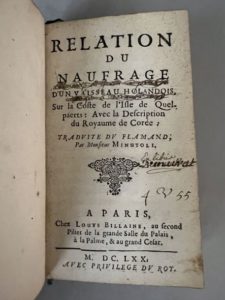 RELATION
DU
NAUFRAGE
D'UN VAISSEAU HOLANDOIS,
Sur la Coste de l'Isle de Quel-
paerts: Avec la Description
du Royaume de Corée:
TRADUITE DU FLAMAND,
Par Monsieur MINUTOLI.
A PARIS,
Chez LOUYS BILLAINE, au second
Pilier de la grande Salle du Palais,
à la Palme, & au grand Cesar.
M. DC. LXX.
AVEC PRIVILEGE DU ROY.